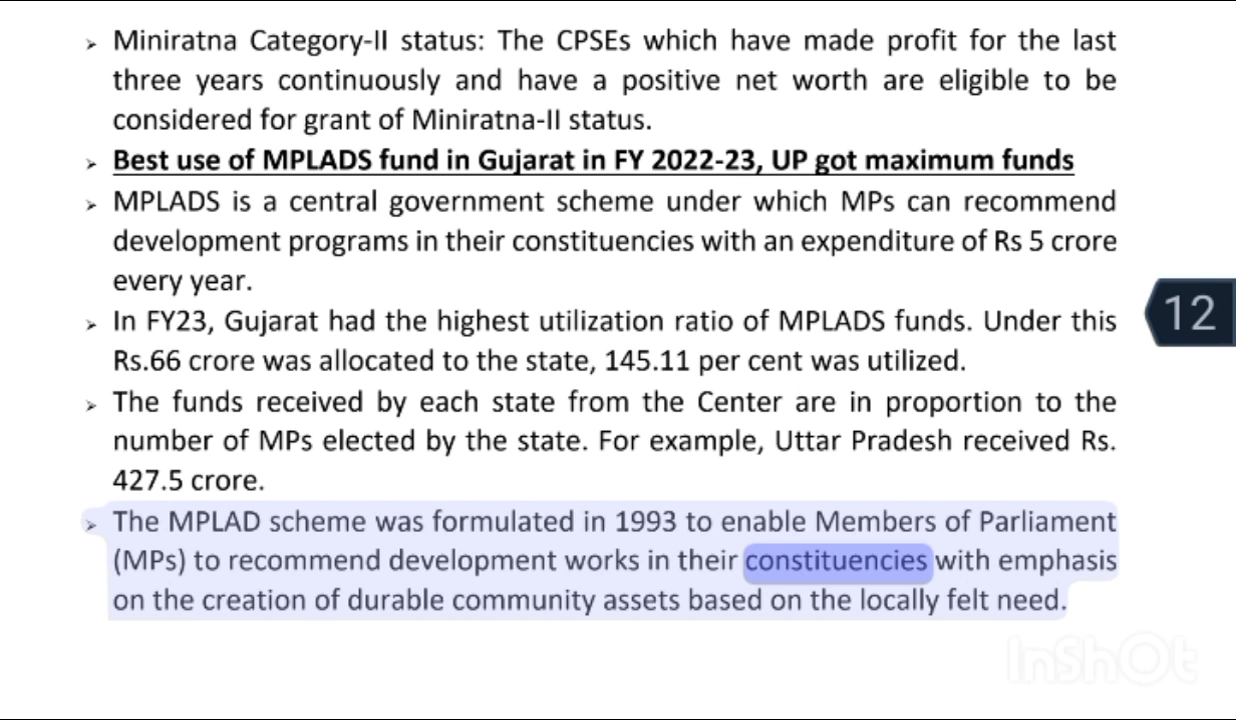 ➢ Miniratna Category-II status: The CPSEs which have made profit for the last
three years continuously and have a positive net worth are eligible to be
considered for grant of Miniratna-II status.
➢ Best use of MPLADS fund in Gujarat in FY 2022-23, UP got maximum funds
➢ MPLADS is a central government scheme under which MPs can recommend
development programs in their constituencies with an expenditure of Rs 5 crore
every year.
➢ In FY23, Gujarat had the highest utilization ratio of MPLADS funds. Under this
Rs.66 crore was allocated to the state, 145.11 per cent was utilized.
➢ The funds received by each state from the Center are in proportion to the
number of MPs elected by the state. For example, Uttar Pradesh received Rs.
427.5 crore.
➢ The MPLAD scheme was formulated in 1993 to enable Members of Parliament
(MPs) to recommend development works in their constituencies with emphasis
on the creation of durable community assets based on the locally felt need.
12
InShOt